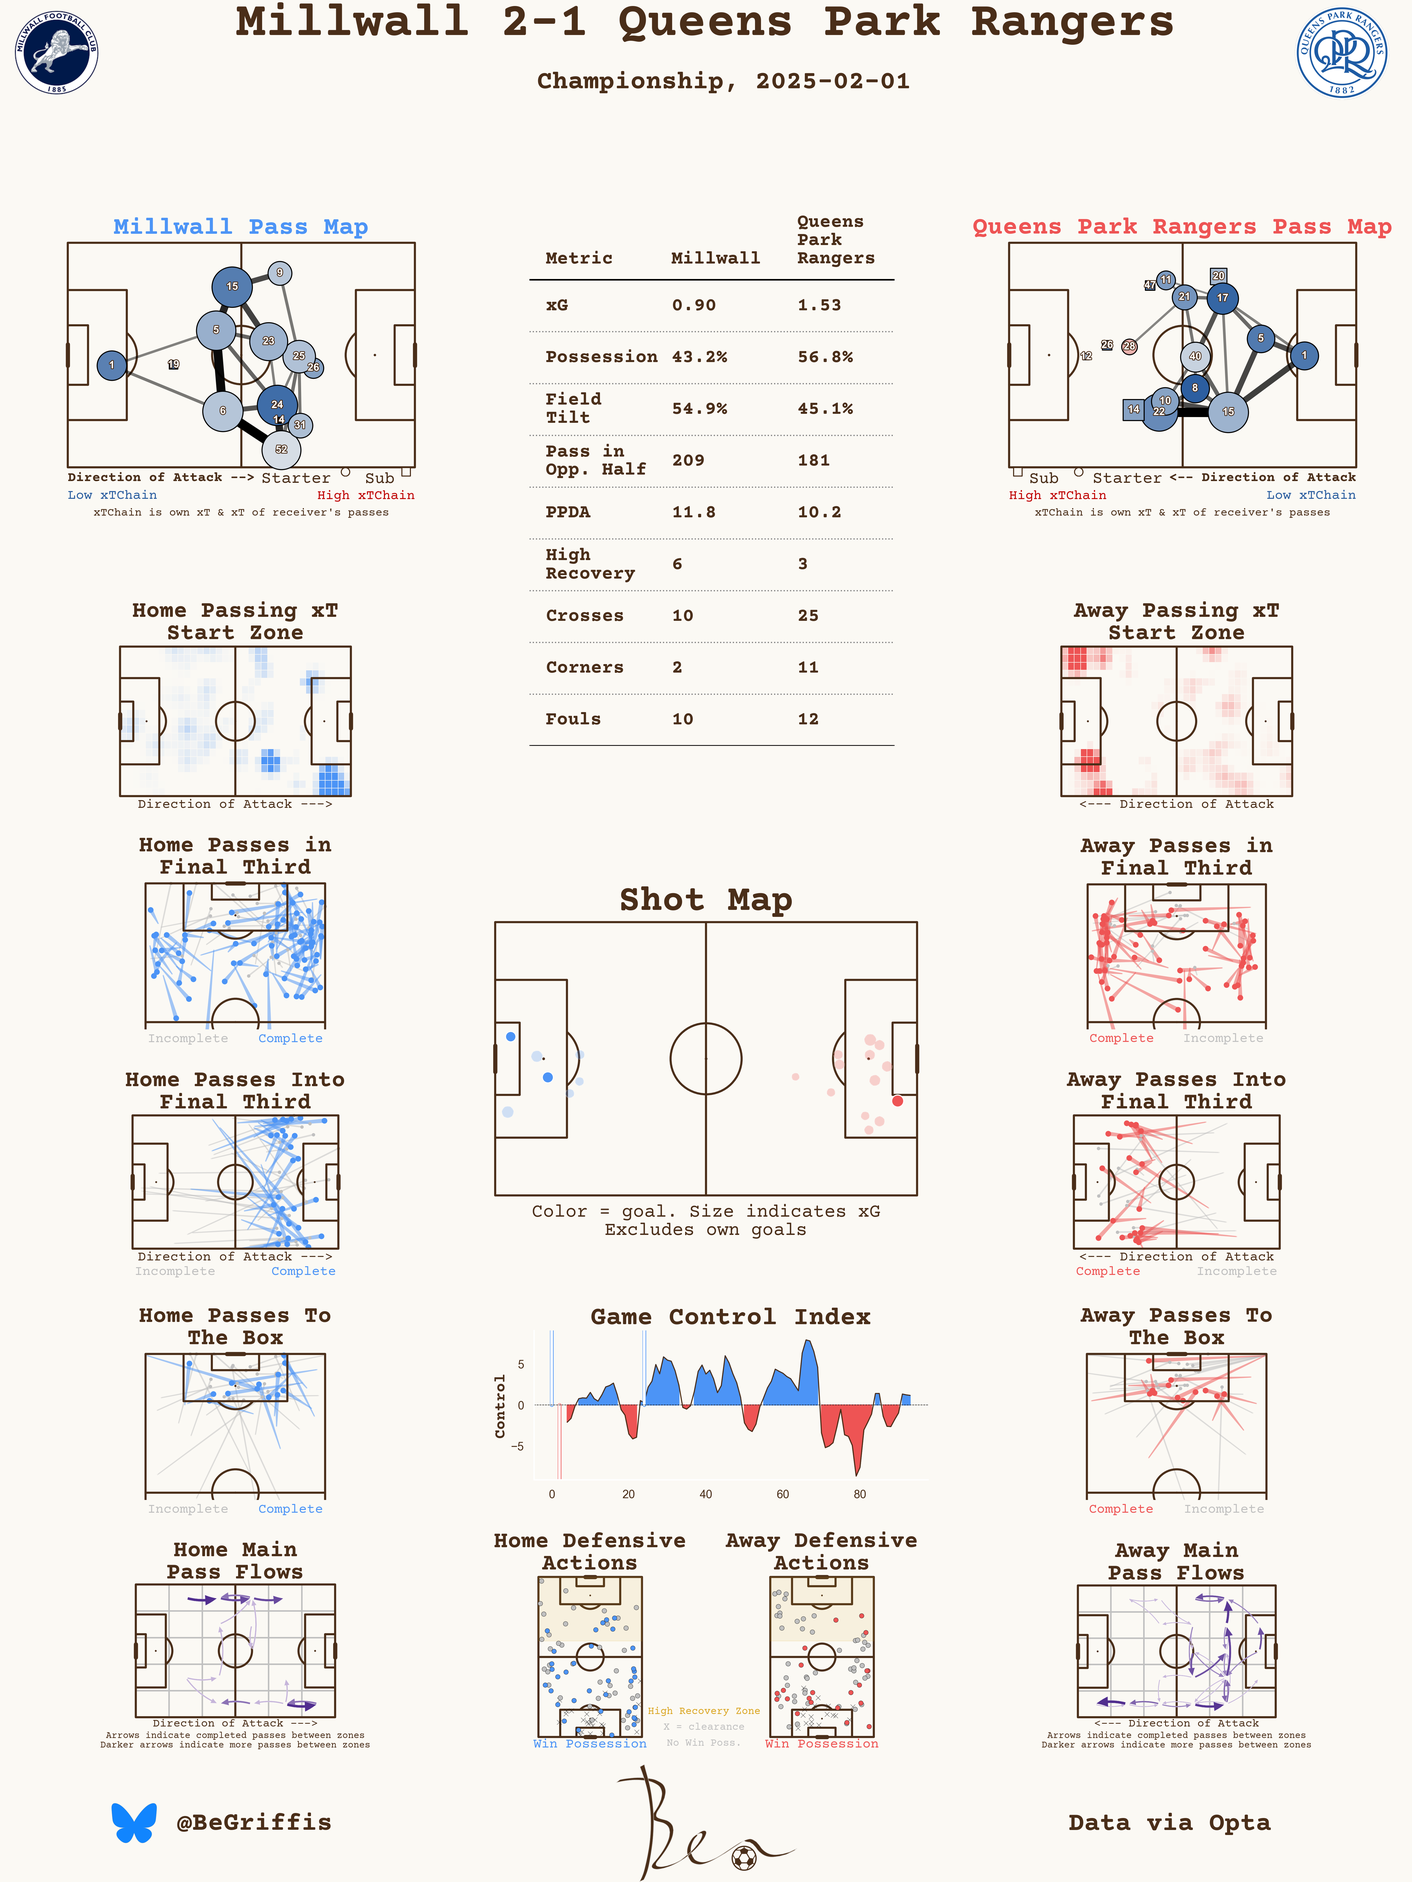 Millwall 2-1 Queens Park Rangers
Championship, 2025-02-01
MILLWALL FOOTBALL CLUB
1885
QUEENS PARK RANGERS
QPR
1882
Millwall Pass Map
15
9
5
23
25
26
1
19
6
24
14
31
52
Direction of Attack --> Starter Sub
Low xTChain High xTChain
xTChain is own xT & xT of receiver's passes
Metric Millwall Queens Park Rangers
xG 0.90 1.53
Possession 43.2% 56.8%
Field Tilt 54.9% 45.1%
Pass in Opp. Half 209 181
PPDA 11.8 10.2
High Recovery 6 3
Crosses 10 25
Corners 2 11
Fouls 10 12
Queens Park Rangers Pass Map
47
11
20
21
17
12
26
28
40
5
1
8
10
14
22
15
Sub Starter <-- Direction of Attack
High xTChain Low xTChain
xTChain is own xT & xT of receiver's passes
Home Passing xT
Start Zone
Direction of Attack --->
Away Passing xT
Start Zone
<--- Direction of Attack
Home Passes in
Final Third
Incomplete Complete
Away Passes in
Final Third
Complete Incomplete
Shot Map
Color = goal. Size indicates xG
Excludes own goals
Home Passes Into
Final Third
Direction of Attack --->
Incomplete Complete
Away Passes Into
Final Third
<--- Direction of Attack
Complete Incomplete
Home Passes To
The Box
Incomplete Complete
Game Control Index
Control
5
0
−5
0 20 40 60 80
Away Passes To
The Box
Complete Incomplete
Home Main
Pass Flows
Direction of Attack --->
Arrows indicate completed passes between zones
Darker arrows indicate more passes between zones
Home Defensive
Actions
Win Possession
High Recovery Zone
X = clearance
No Win Poss.
Away Defensive
Actions
Win Possession
Away Main
Pass Flows
<--- Direction of Attack
Arrows indicate completed passes between zones
Darker arrows indicate more passes between zones
@BeGriffis
Ben
Data via Opta